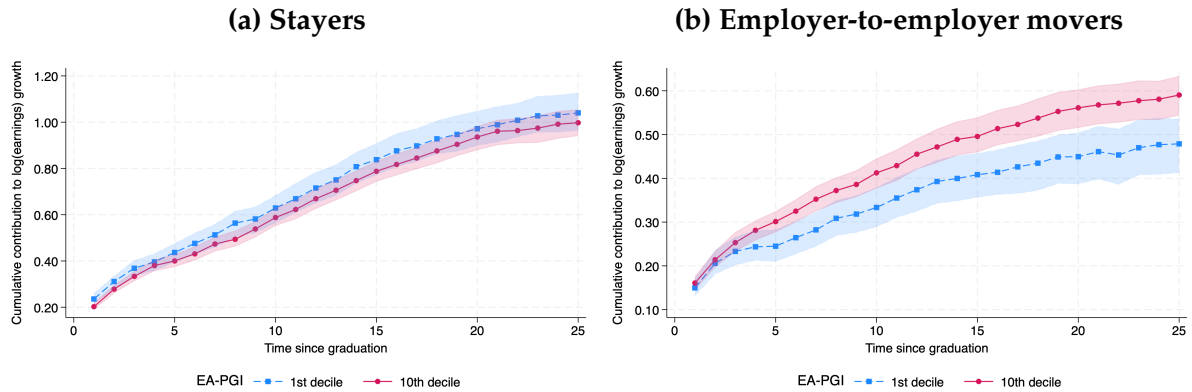 (a) Stayers
Cumulative contribution to log(earnings) growth
1.20
1.00
0.80
0.60
0.40
0.20
0 5 10 15 20 25
Time since graduation
EA-PGI 1st decile 10th decile
(b) Employer-to-employer movers
Cumulative contribution to log(earnings) growth
0.60
0.50
0.40
0.30
0.20
0.10
0 5 10 15 20 25
Time since graduation
EA-PGI 1st decile 10th decile